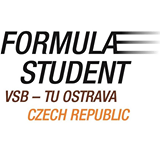 FORMULA
STUDENT
VSB – TU OSTRAVA
CZECH REPUBLIC